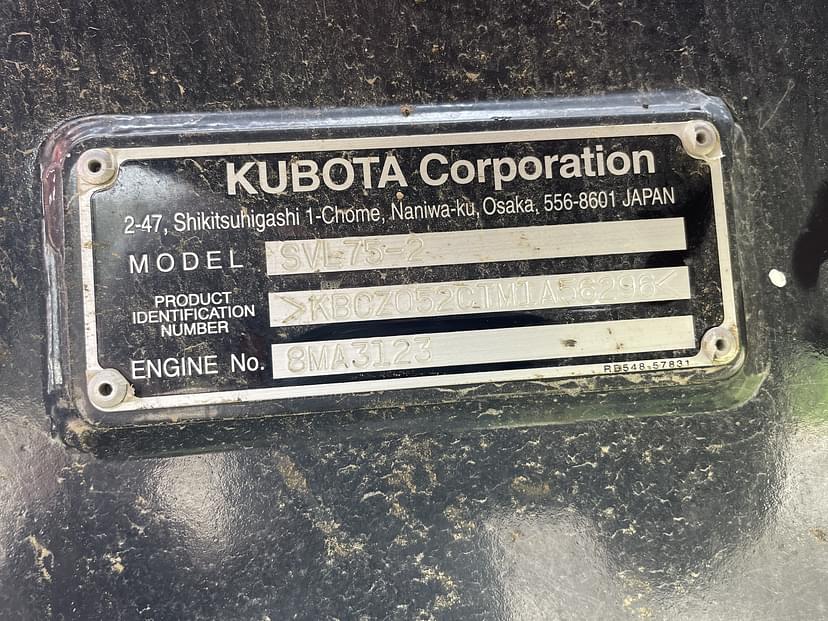 KUBOTA Corporation
2-47, Shikitsuhigashi 1-Chome, Naniwa-ku, Osaka, 556-8601 JAPAN
MODEL SVL75-2
PRODUCT
IDENTIFICATION
NUMBER >KBCZ052CTM1A56296<
ENGINE No. 8MA3123
RD548-57831